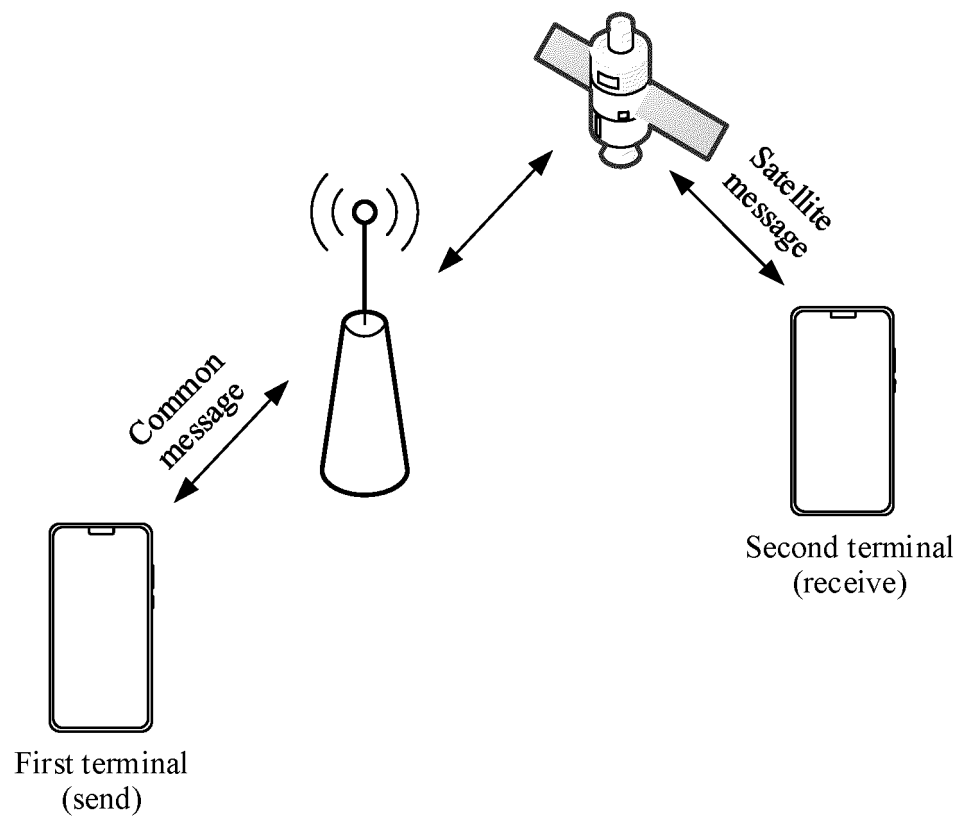 Satellite
message
Common
message
Second terminal
(receive)
First terminal
(send)